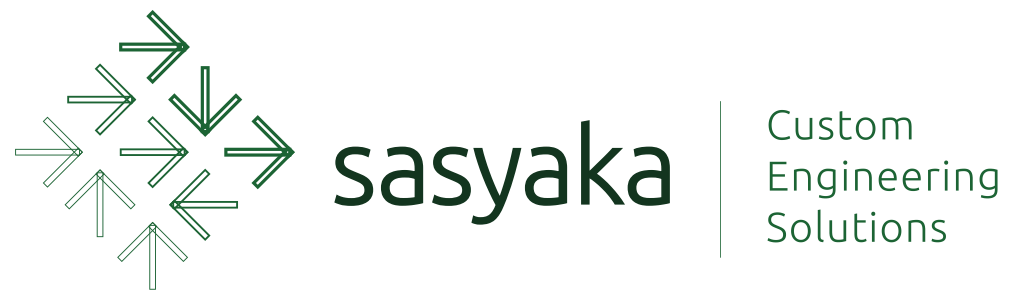 sasyaka
Custom
Engineering
Solutions